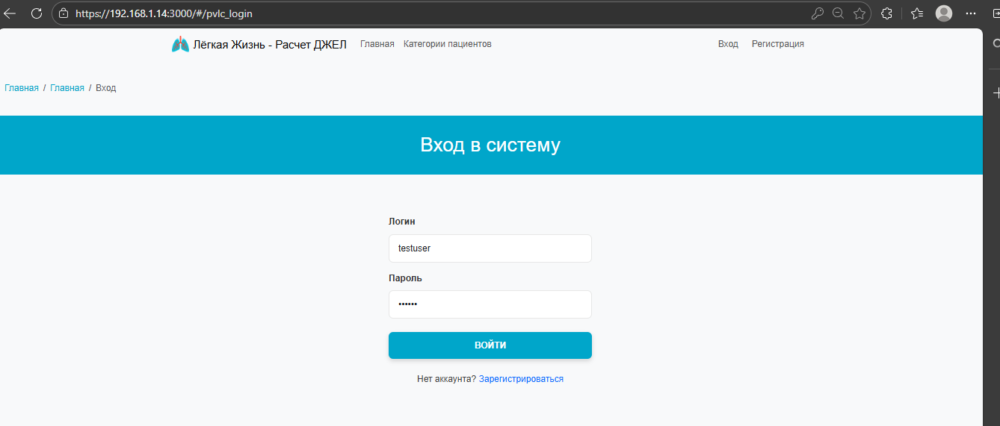 https://192.168.1.14:3000/#/pvlc_login
Лёгкая Жизнь - Расчет ДЖЕЛ Главная Категории пациентов Вход Регистрация
Главная / Главная / Вход
Вход в систему
Логин
testuser
Пароль
••••••
ВОЙТИ
Нет аккаунта? Зарегистрироваться